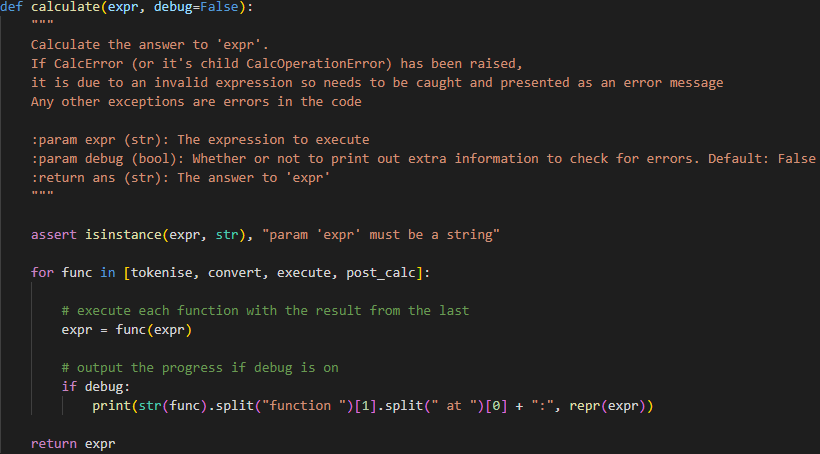 def calculate(expr, debug=False):
    """
    Calculate the answer to 'expr'.
    If CalcError (or it's child CalcOperationError) has been raised,
    it is due to an invalid expression so needs to be caught and presented as an error message
    Any other exceptions are errors in the code

    :param expr (str): The expression to execute
    :param debug (bool): Whether or not to print out extra information to check for errors. Default: False
    :return ans (str): The answer to 'expr'
    """

    assert isinstance(expr, str), "param 'expr' must be a string"

    for func in [tokenise, convert, execute, post_calc]:

        # execute each function with the result from the last
        expr = func(expr)

        # output the progress if debug is on
        if debug:
            print(str(func).split("function ")[1].split(" at ")[0] + ":", repr(expr))

    return expr